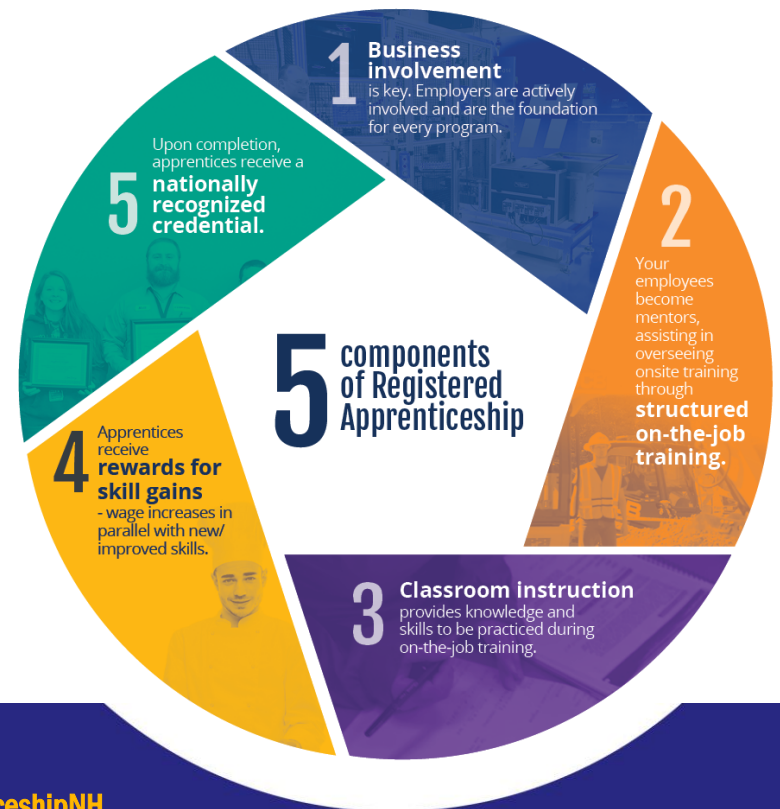 5
components
of Registered
Apprenticeship
1
Business
involvement
is key. Employers are actively
involved and are the foundation
for every program.
2
Your
employees
become
mentors,
assisting in
overseeing
onsite training
through
structured
on-the-job
training.
3
Classroom instruction
provides knowledge and
skills to be practiced during
on-the-job training.
4
Apprentices
receive
rewards for
skill gains
- wage increases in
parallel with new/
improved skills.
5
Upon completion,
apprentices receive a
nationally
recognized
credential.
ceshipNH